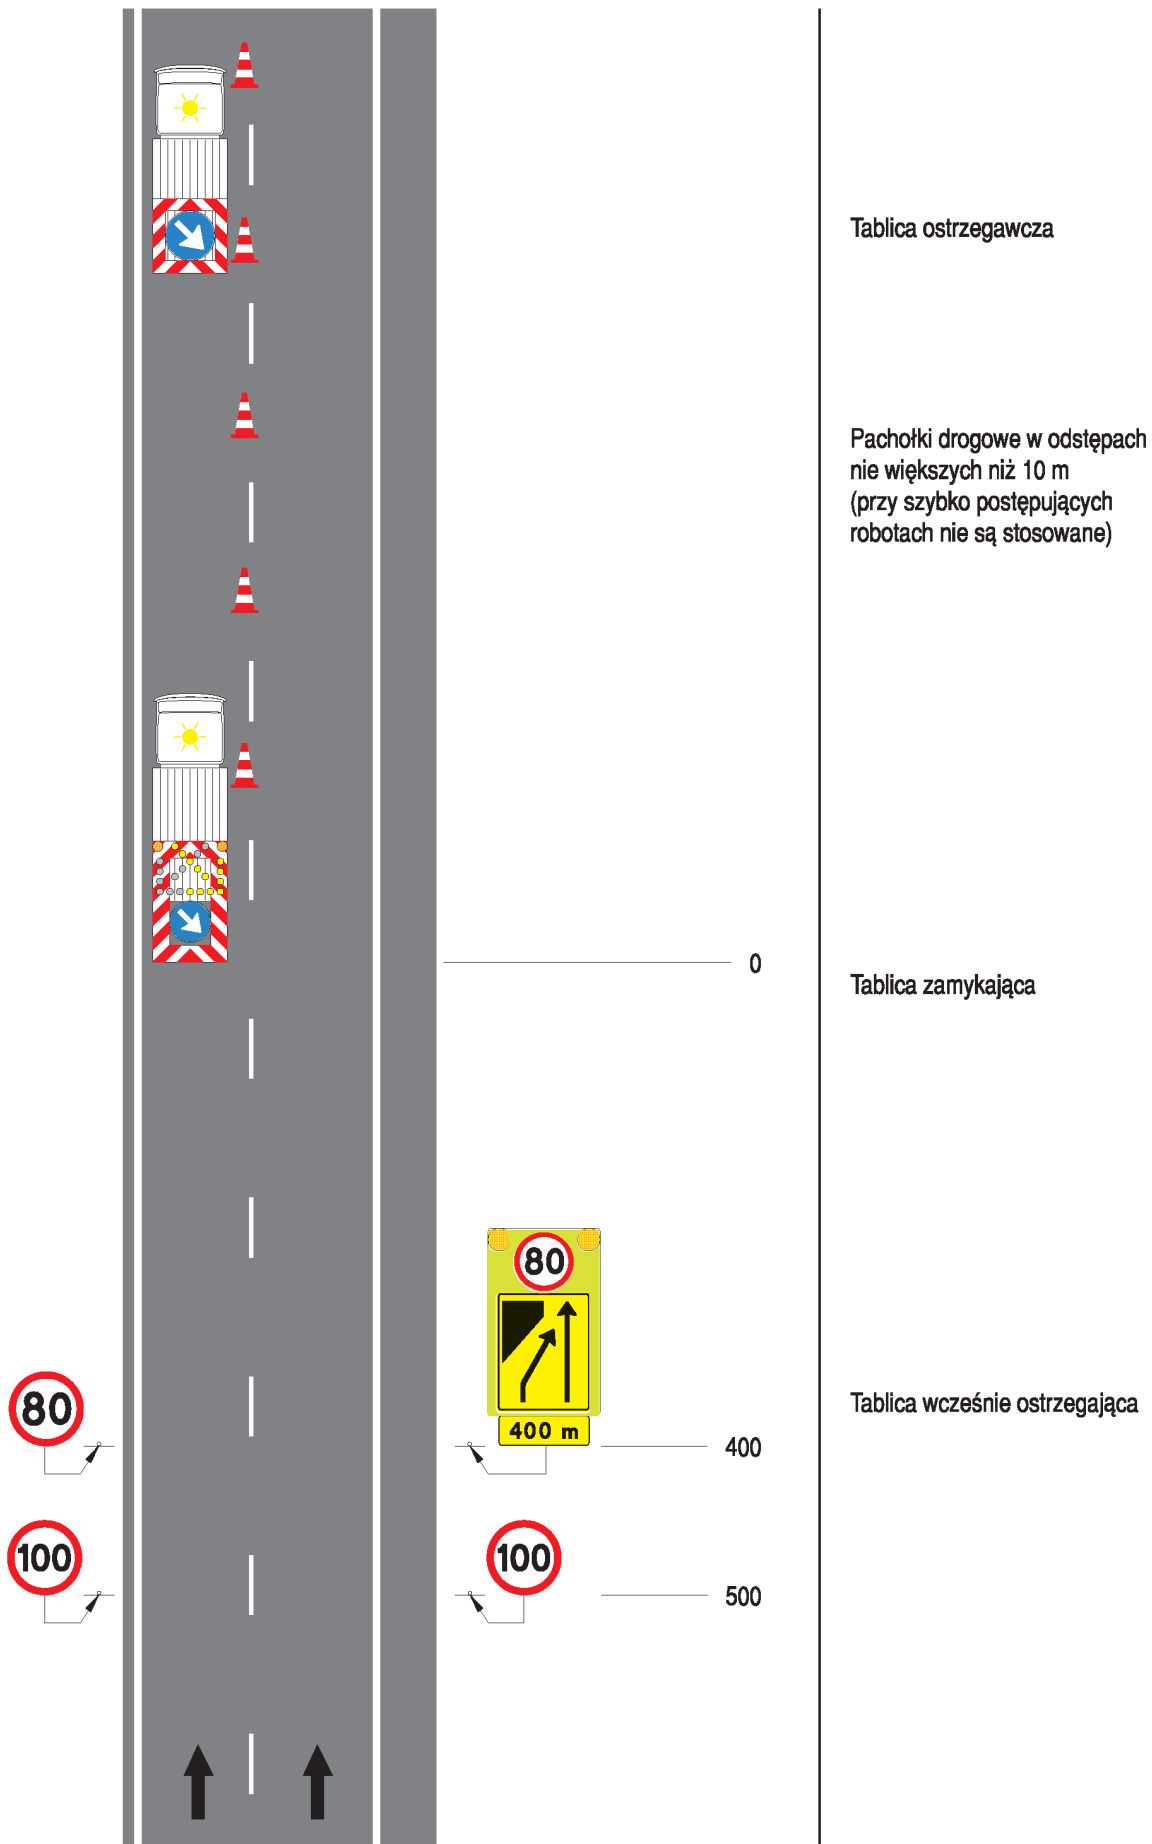 Tablica ostrzegawcza
Pachołki drogowe w odstępach
nie większych niż 10 m
(przy szybko postępujących
robotach nie są stosowane)
0
Tablica zamykająca
80
80
Tablica wcześnie ostrzegająca
400 m
400
100
100
500